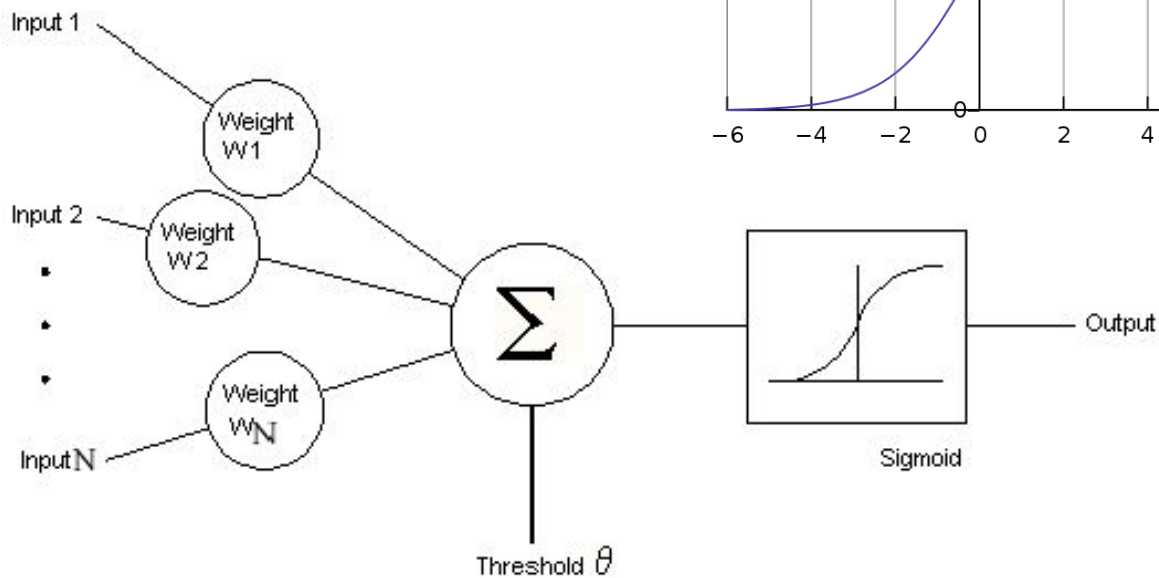 Input 1
0
−6 −4 −2 0 2 4
Weight
W1
Input 2
Weight
W2
Σ
Output
Weight
WN
Input N
Sigmoid
Threshold θ